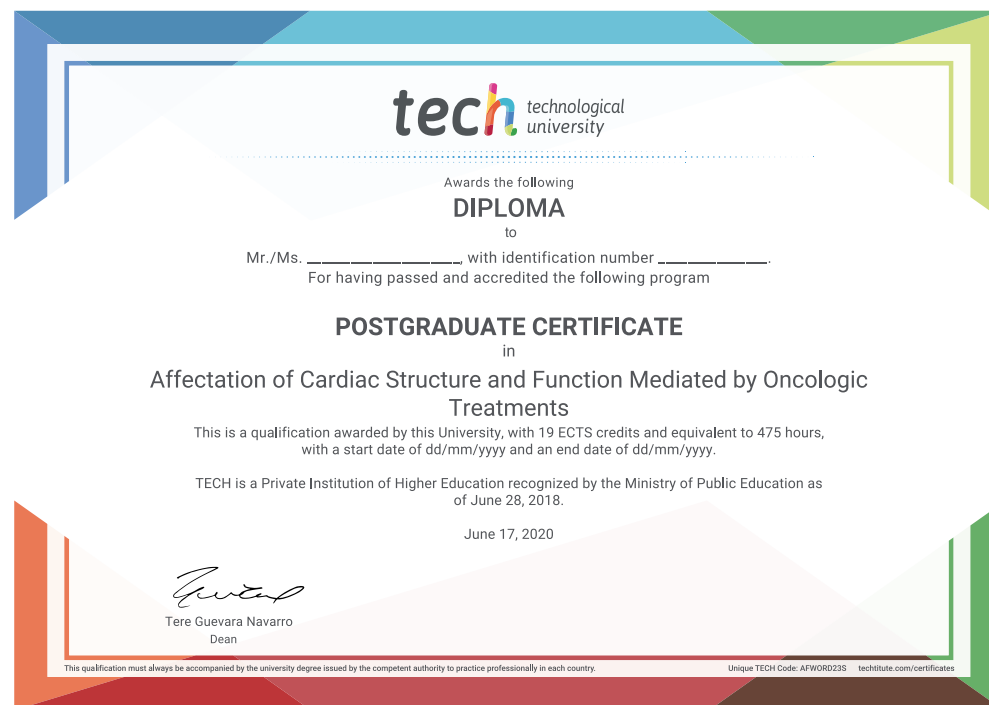 tech technological
university
Awards the following
DIPLOMA
to
Mr./Ms. _________________, with identification number ____________.
For having passed and accredited the following program
POSTGRADUATE CERTIFICATE
in
Affectation of Cardiac Structure and Function Mediated by Oncologic
Treatments
This is a qualification awarded by this University, with 19 ECTS credits and equivalent to 475 hours,
with a start date of dd/mm/yyyy and an end date of dd/mm/yyyy.
TECH is a Private Institution of Higher Education recognized by the Ministry of Public Education as
of June 28, 2018.
June 17, 2020
Tere Guevara Navarro
Dean
This qualification must always be accompanied by the university degree issued by the competent authority to practice professionally in each country.
Unique TECH Code: AFWORD23S techtitute.com/certificates